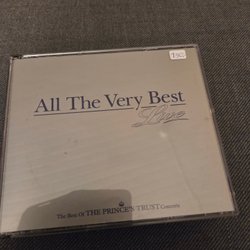 All The Very Best
Live
The Best Of THE PRINCE'S TRUST Concerts